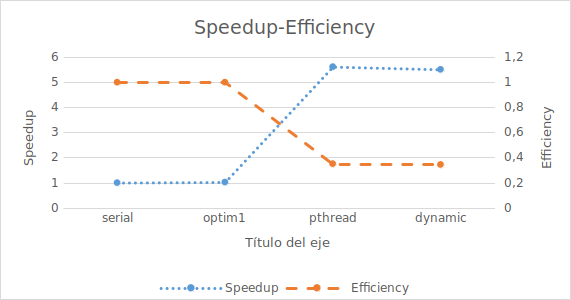 Speedup-Efficiency
6 1,2
5 1
4 0,8
3 0,6
2 0,4
1 0,2
0 0
Speedup
Efficiency
serial optim1 pthread dynamic
Título del eje
Speedup Efficiency